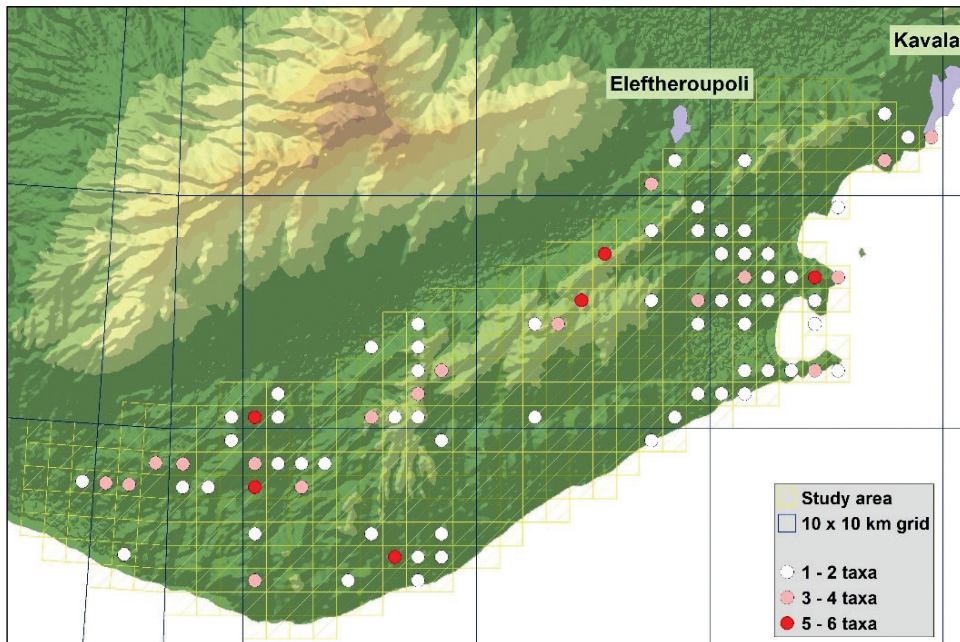 Kavala
Eleftheroupoli
Study area
10 x 10 km grid
1 - 2 taxa
3 - 4 taxa
5 - 6 taxa